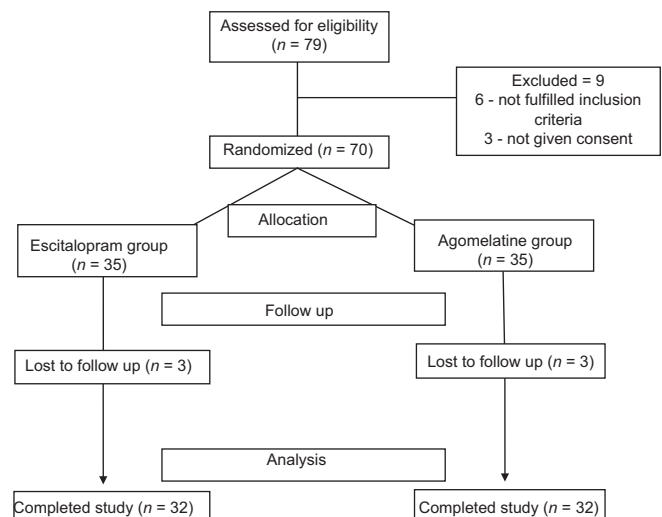 Assessed for eligibility
(n = 79)
Excluded = 9
6 - not fulfilled inclusion
criteria
3 - not given consent
Randomized (n = 70)
Allocation
Escitalopram group
(n = 35)
Agomelatine group
(n = 35)
Follow up
Lost to follow up (n = 3)
Lost to follow up (n = 3)
Analysis
Completed study (n = 32)
Completed study (n = 32)